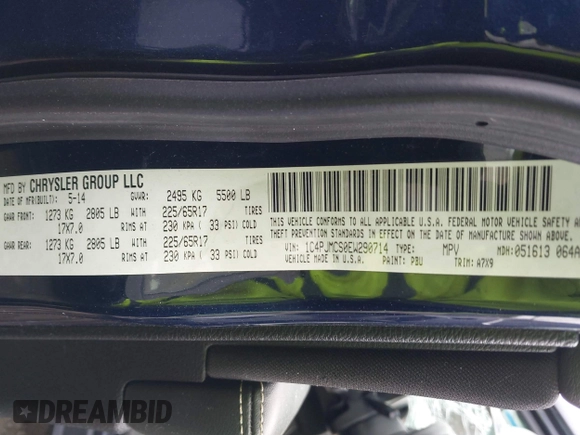 MFD BY CHRYSLER GROUP LLC
DATE OF MFR(BUILT): 5-14 GVWR: 2495 KG 5500 LB
GAWR FRONT: 1273 KG 2805 LB WITH 225/65R17 TIRES
17X7.0 RIMS AT 230 KPA ( 33 PSI) COLD
GAWR REAR: 1273 KG 2805 LB WITH 225/65R17 TIRES
17X7.0 RIMS AT 230 KPA ( 33 PSI) COLD
THIS VEHICLE CONFORMS TO ALL APPLICABLE U.S.A. FEDERAL MOTOR VEHICLE
THEFT PREVENTION STANDARDS IN EFFECT ON THE DATE OF MANUFACTURE
VIN: 1C4PJMCS0EW290714 TYPE: MPV MDH: 051613 064A
VEHICLE MADE IN U.S.A. PAINT: PBU TRIM: A7X9
DREAMBID